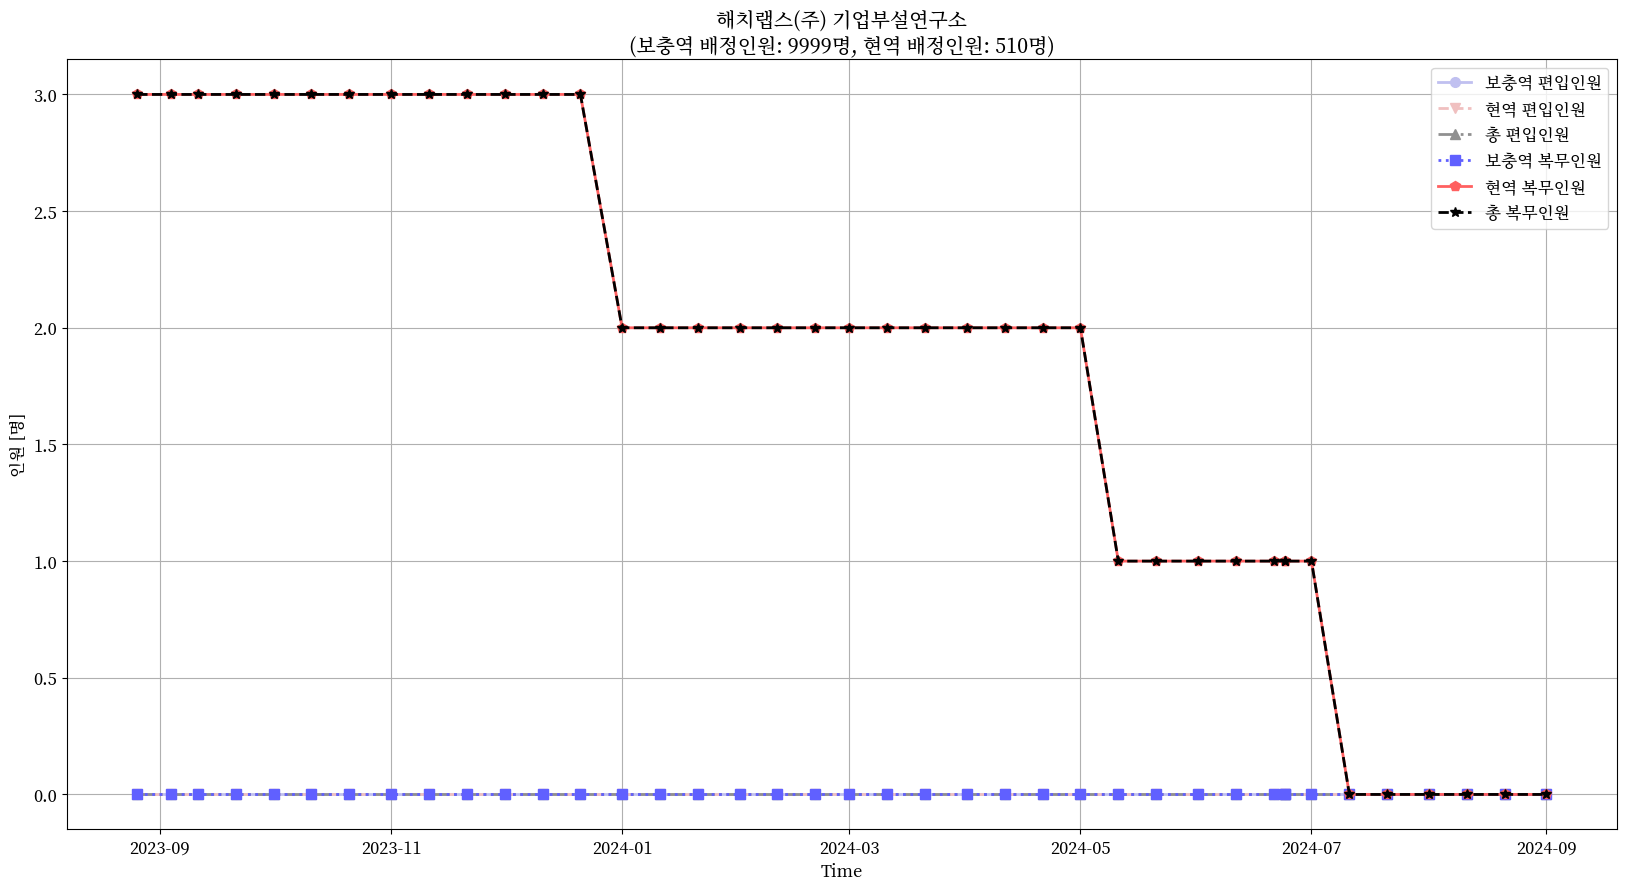 해치랩스(주) 기업부설연구소
(보충역 배정인원: 9999명, 현역 배정인원: 510명)
보충역 편입인원
현역 편입인원
총 편입인원
보충역 복무인원
현역 복무인원
총 복무인원
3.0
2.5
2.0
1.5
1.0
0.5
0.0
인원 [명]
2023-09
2023-11
2024-01
2024-03
2024-05
2024-07
2024-09
Time